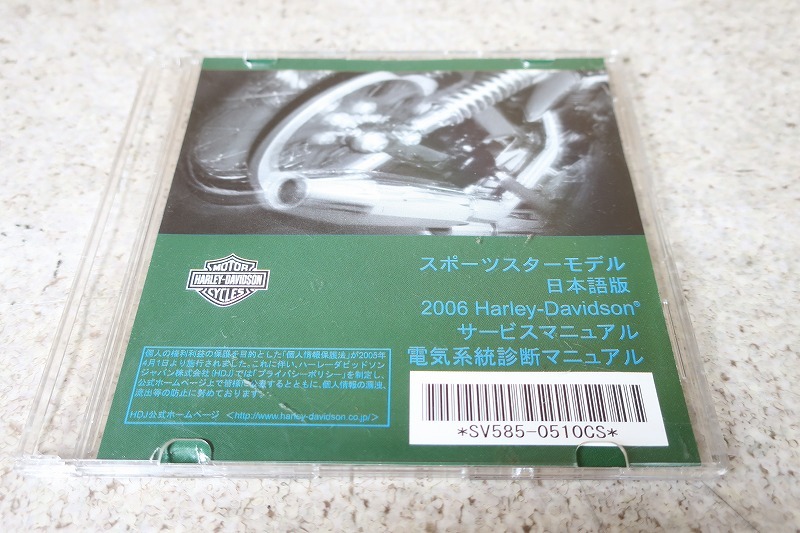 スポーツスターモデル
日本語版
2006 Harley-Davidson®
サービスマニュアル
電気系統診断マニュアル
MOTOR
HARLEY-DAVIDSON
CYCLES
個人の権利利益の保護を目的とした「個人情報保護法」が2005年
4月1日より施行されました。これに伴い、ハーレーダビッドソン
ジャパン株式会社(HDJ)では「プライバシーポリシー」を制定し、
公式ホームページ上で皆様に公表するとともに、個人情報の漏洩、
流出等の防止に努めております。
HDJ公式ホームページ <http://www.harley-davidson.co.jp/>
*SV585-0510CS*